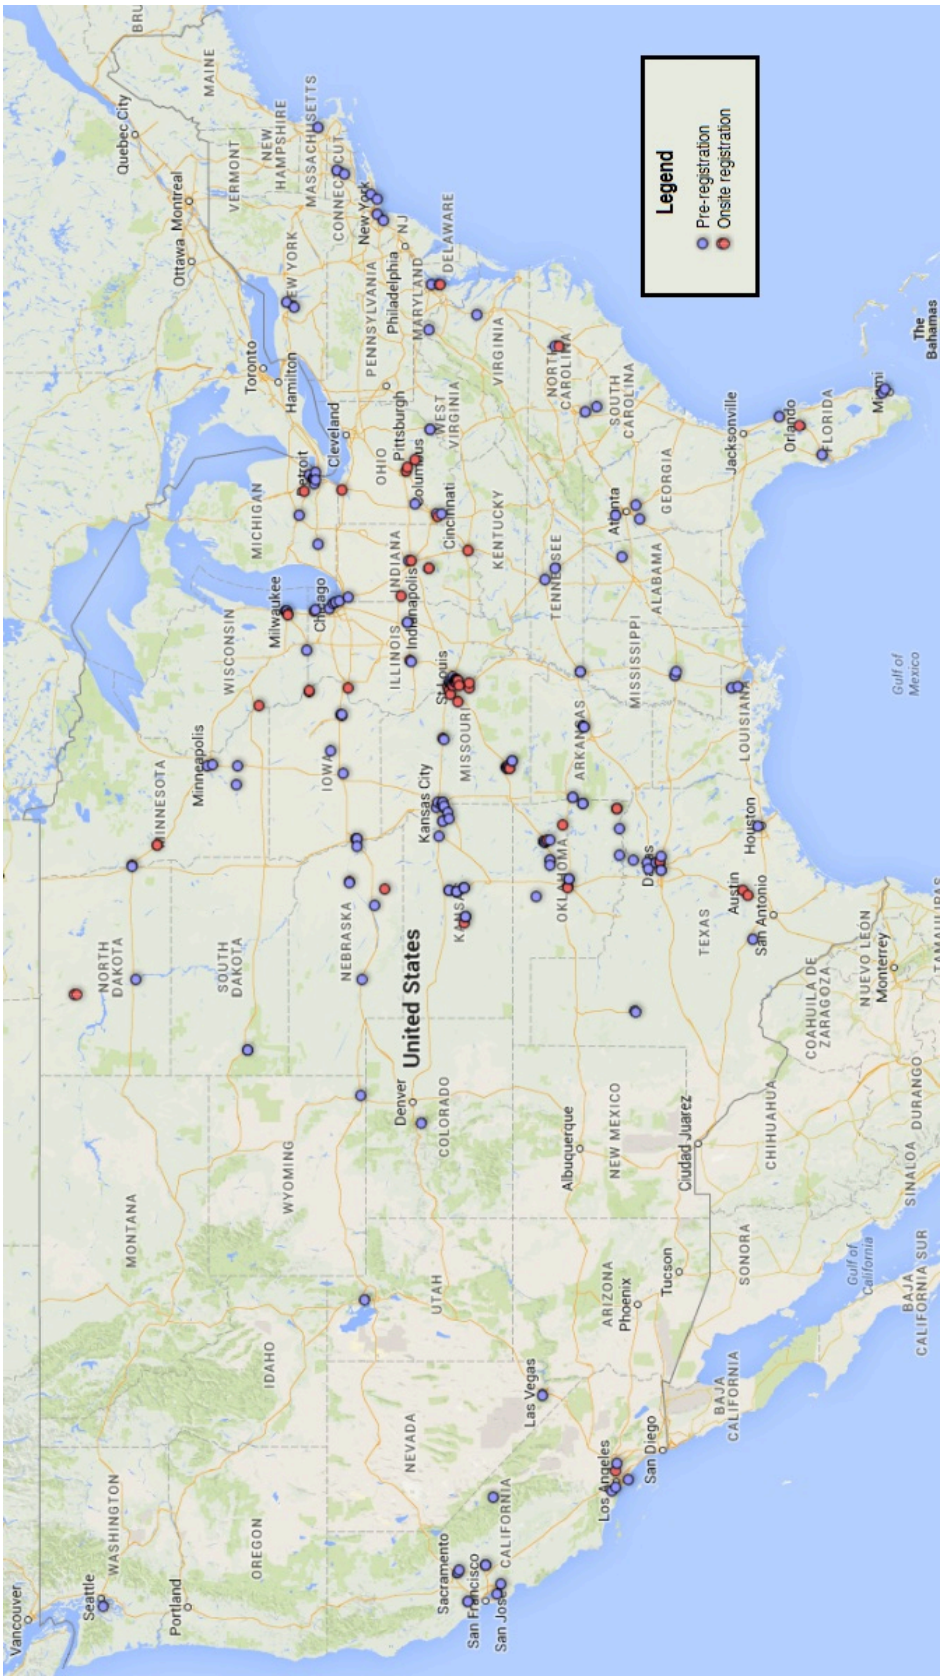 Vancouver
Seattle
WASHINGTON
Portland
OREGON
IDAHO
MONTANA
WYOMING
NEVADA
UTAH
Sacramento
San Francisco
San Jose
CALIFORNIA
Las Vegas
Los Angeles
San Diego
BAJA
CALIFORNIA
ARIZONA
Phoenix
Tucson
SONORA
Gulf of
California
BAJA
CALIFORNIA SUR
SINALOA
DURANGO
CHIHUAHUA
Ciudad Juarez
NEW MEXICO
Albuquerque
Denver
COLORADO
United States
NORTH
DAKOTA
SOUTH
DAKOTA
NEBRASKA
OKLAHOMA
TEXAS
Dallas
Austin
San Antonio
Houston
COAHUILA DE
ZARAGOZA
NUEVO LEON
Monterrey
TAMAULIPAS
MINNESOTA
Minneapolis
IOWA
Kansas City
MISSOURI
ARKANSAS
LOUISIANA
MISSISSIPPI
WISCONSIN
Milwaukee
Chicago
ILLINOIS
Indianapolis
INDIANA
MICHIGAN
Detroit
Cleveland
OHIO
Columbus
Cincinnati
KENTUCKY
TENNESSEE
ALABAMA
Atlanta
GEORGIA
Jacksonville
Orlando
FLORIDA
Miami
The
Bahamas
Gulf of
Mexico
SOUTH
CAROLINA
NORTH
CAROLINA
VIRGINIA
WEST
VIRGINIA
Pittsburgh
PENNSYLVANIA
MARYLAND
Philadelphia
DELAWARE
NJ
New York
EW YORK
Toronto
Hamilton
Ottawa
Montreal
Quebec City
VERMONT
NEW
HAMPSHIRE
MASSACHUSETTS
CONNECTICUT
MAINE
BRU
Legend
Pre-registration
Onsite registration